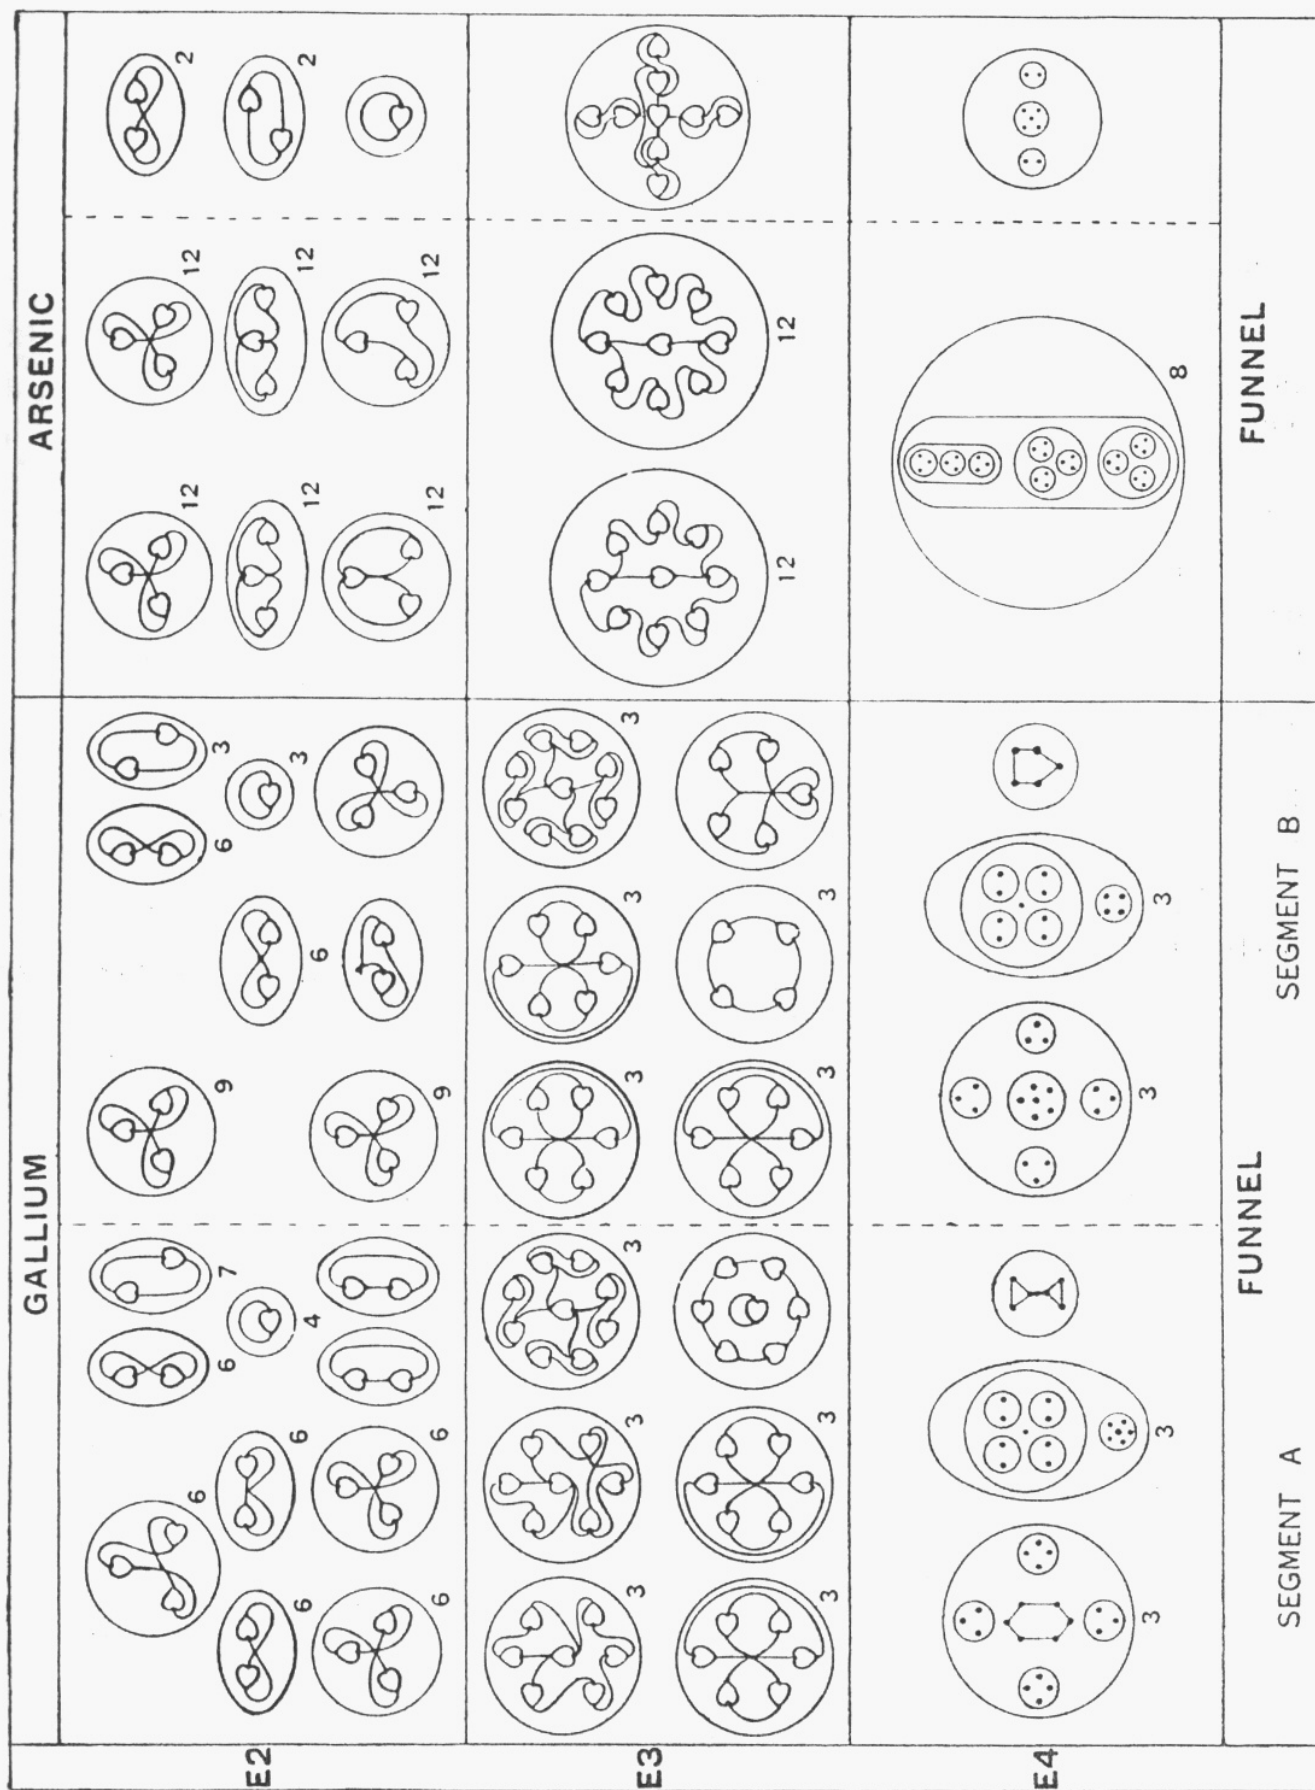 GALLIUM ARSENIC
E2
6 9 12 12 2
6 7 6 3
6 6 4 6 3 12 12 2
6 6 9 12 12
E3
3 3 3 3 3 3
12 12
3 3 3 3
E4
3 3 3 3 8
FUNNEL FUNNEL
SEGMENT A SEGMENT B